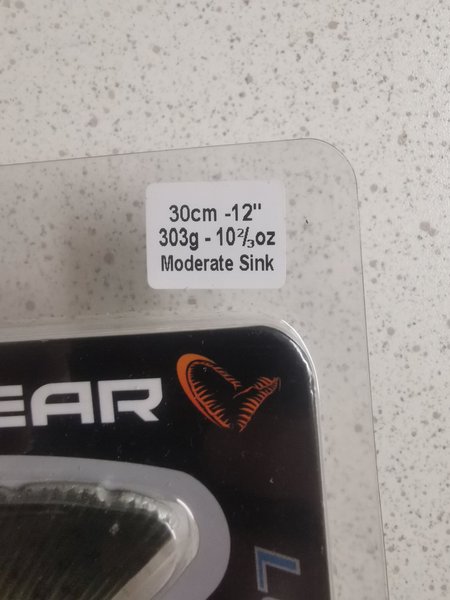 30cm -12"
303g - 10⅔oz
Moderate Sink
EAR